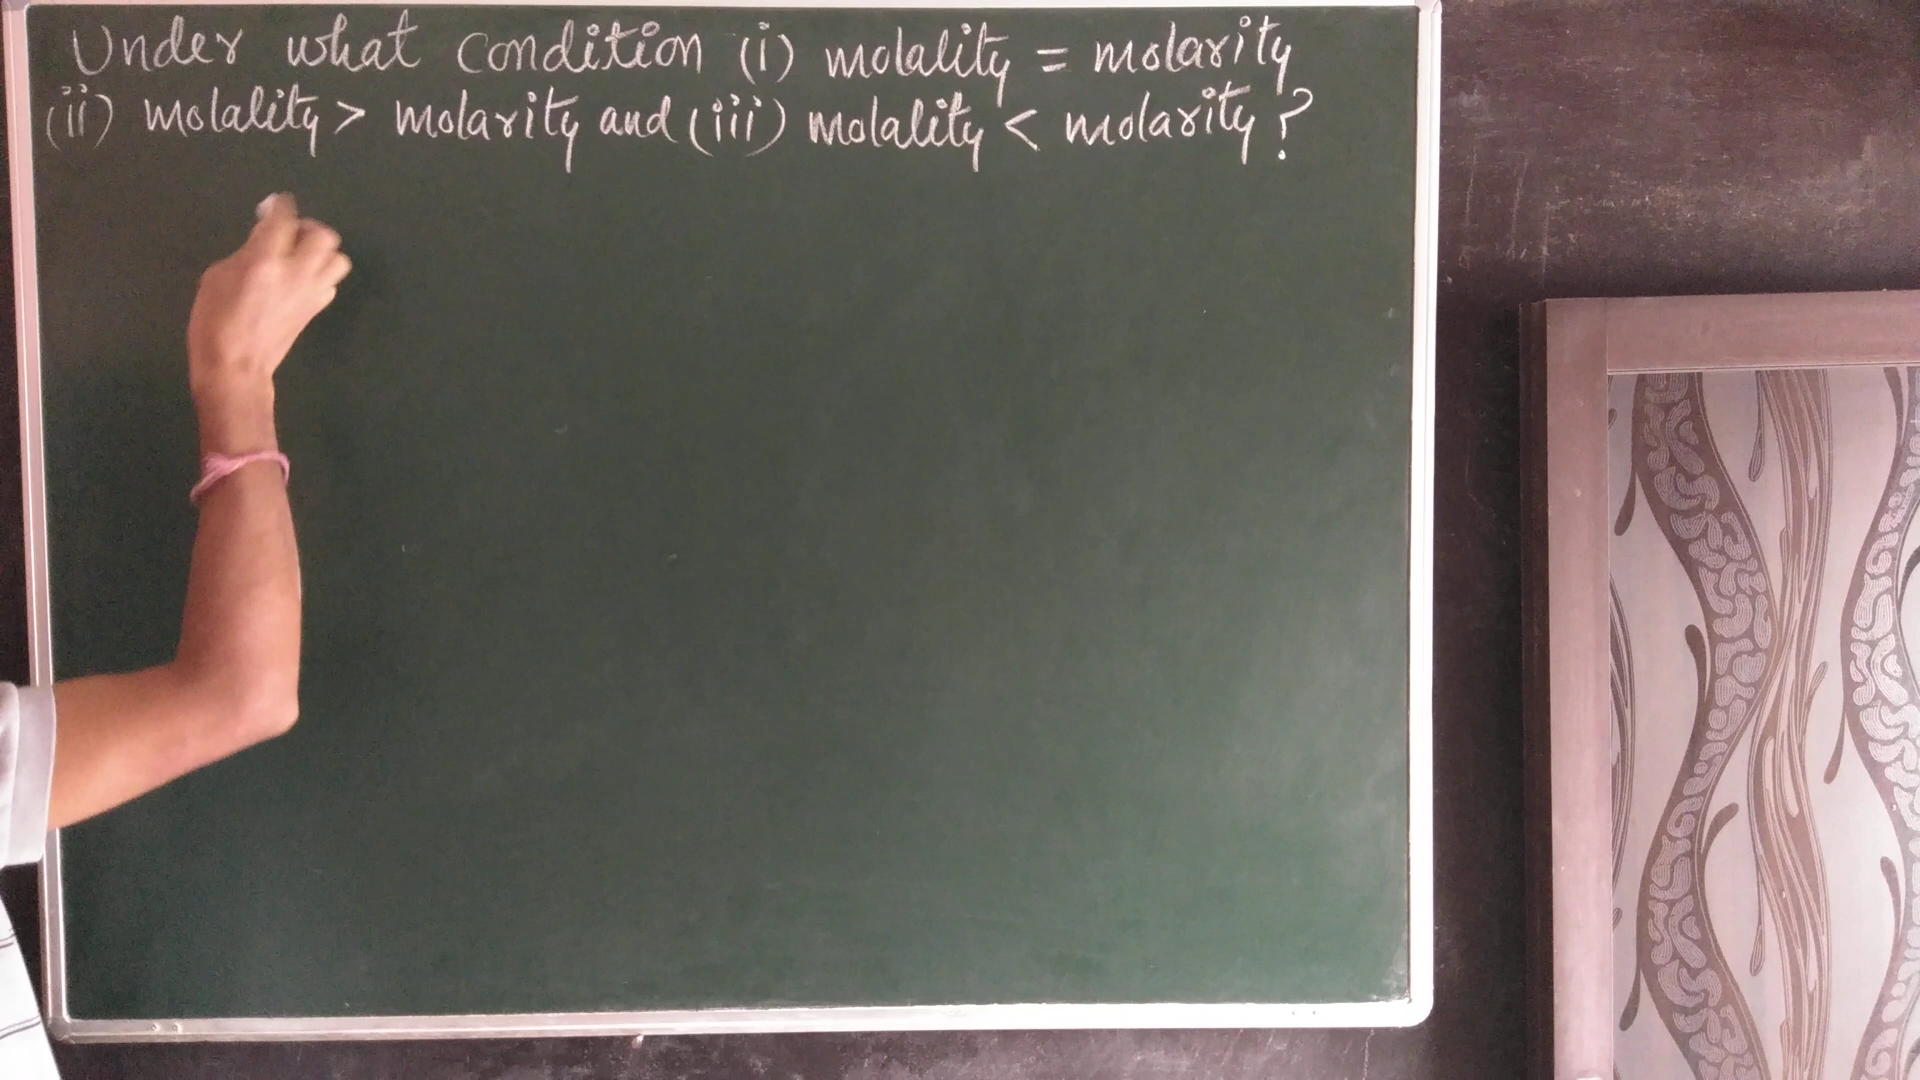 Under what condition (i) molality = molarity
(ii) molality > molarity and (iii) molality < molarity?